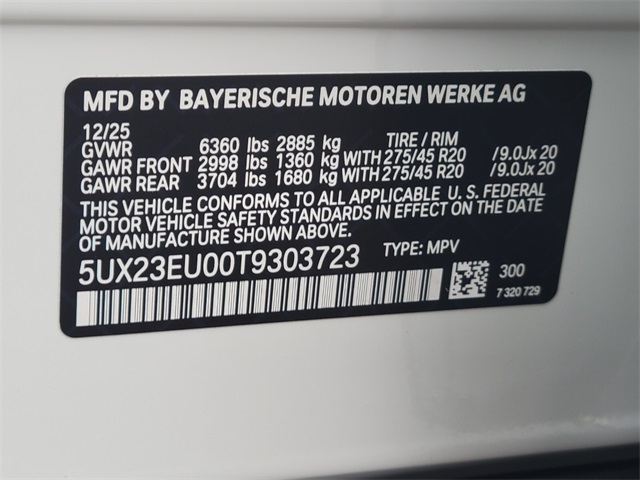 MFD BY BAYERISCHE MOTOREN WERKE AG
12/25
GVWR 6360 lbs 2885 kg TIRE / RIM
GAWR FRONT 2998 lbs 1360 kg WITH 275/45 R20 /9.0Jx 20
GAWR REAR 3704 lbs 1680 kg WITH 275/45 R20 /9.0Jx 20
THIS VEHICLE CONFORMS TO ALL APPLICABLE U. S. FEDERAL
MOTOR VEHICLE SAFETY STANDARDS IN EFFECT ON THE DATE
OF MANUFACTURE SHOWN ABOVE.
5UX23EU00T9303723 TYPE: MPV
300
7 320 729